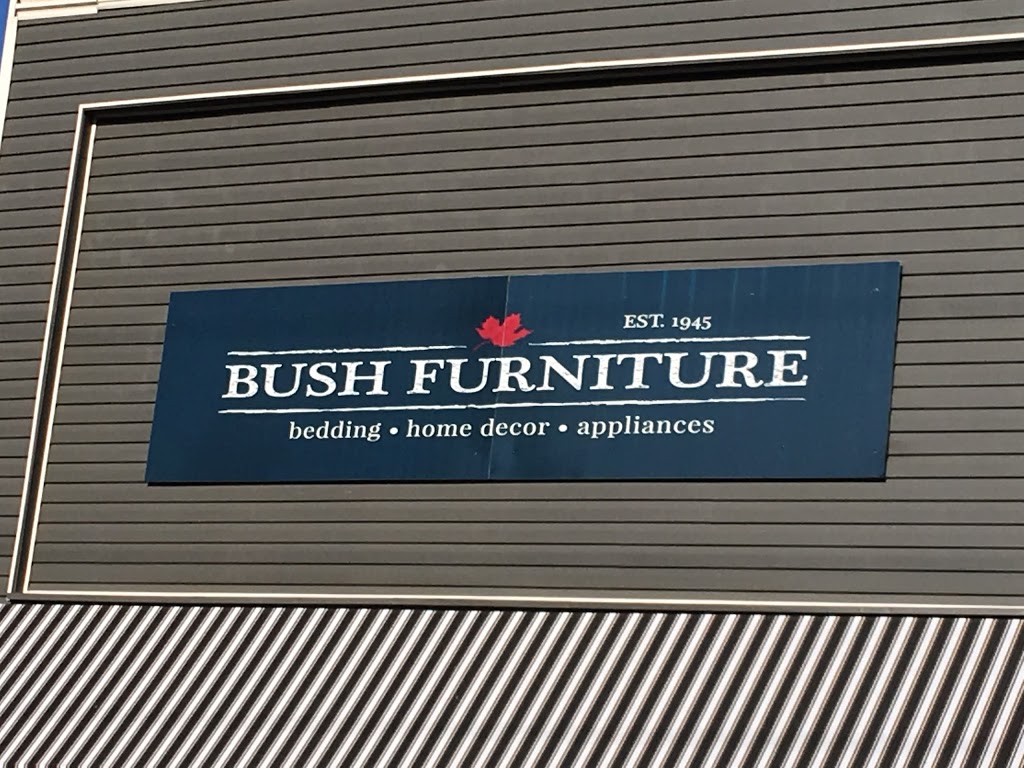 EST. 1945
BUSH FURNITURE
bedding • home decor • appliances